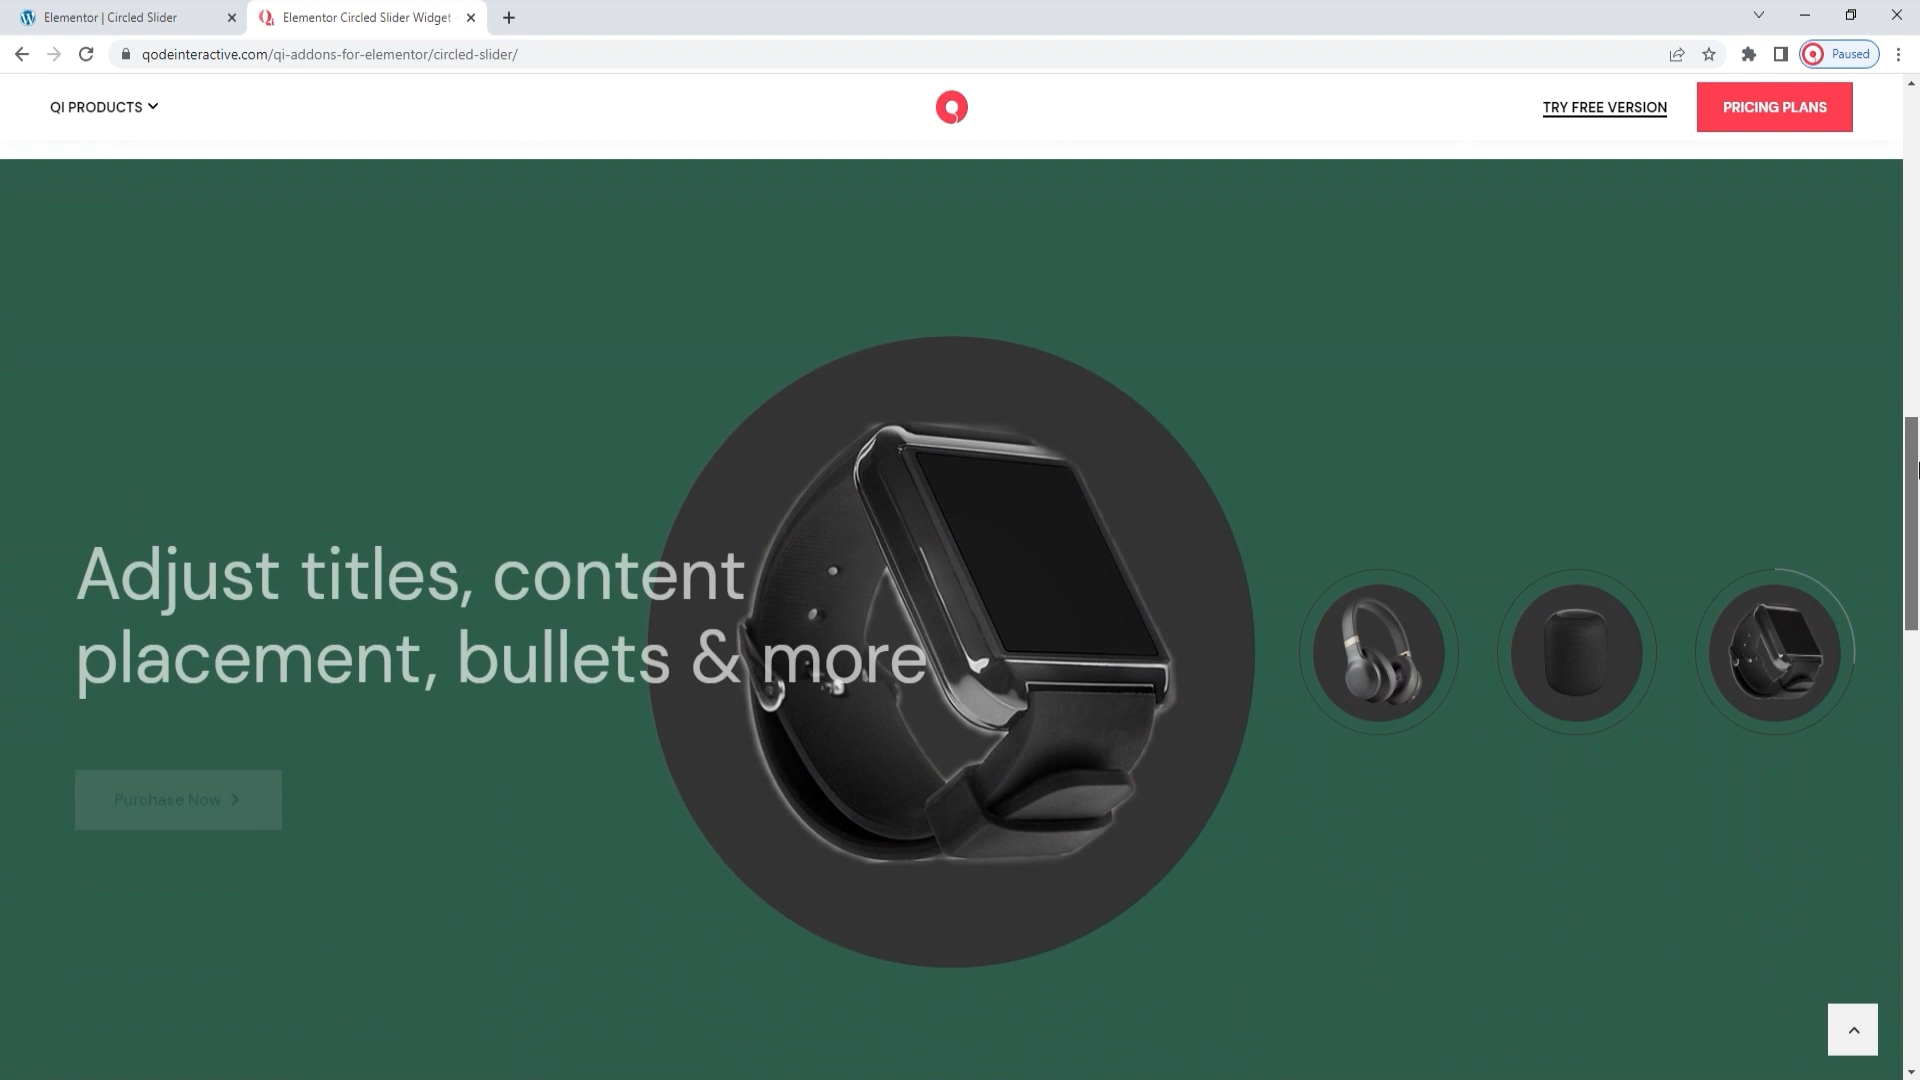 Elementor | Circled Slider
Elementor Circled Slider Widget
qodeinteractive.com/qi-addons-for-elementor/circled-slider/
Paused
QI PRODUCTS
TRY FREE VERSION
PRICING PLANS
Adjust titles, content
placement, bullets & more
Purchase Now